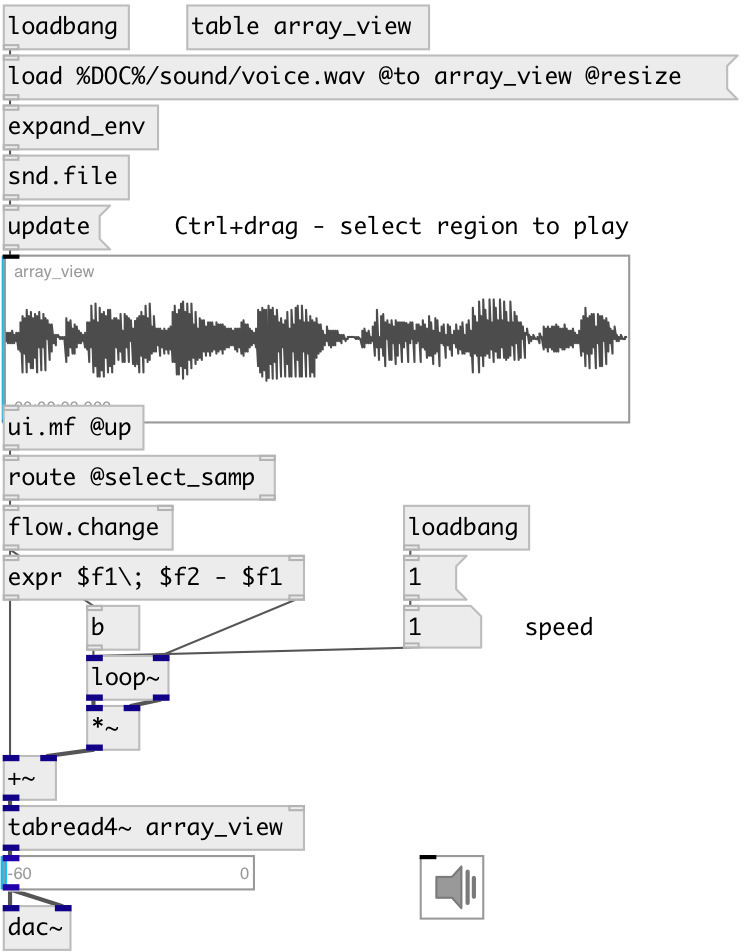 loadbang table array_view
load %DOC%/sound/voice.wav @to array_view @resize
expand_env
snd.file
update Ctrl+drag - select region to play
array_view
ui.mf @up
route @select_samp
flow.change loadbang
expr $f1\; $f2 - $f1 1
b 1 speed
loop~
*~
+~
tabread4~ array_view
-60 0
dac~